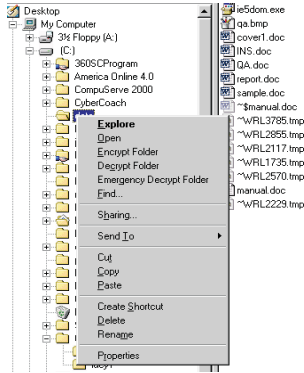 Desktop
My Computer
3½ Floppy (A:)
(C:)
360SCProgram
America Online 4.0
CompuServe 2000
CyberCoach
Explore
Open
Encrypt Folder
Decrypt Folder
Emergency Decrypt Folder
Find...
Sharing...
Send To
Cut
Copy
Paste
Create Shortcut
Delete
Rename
Properties
ie5dom.exe
qa.bmp
cover1.doc
INS.doc
QA.doc
report.doc
sample.doc
~$manual.doc
~WRL3785.tmp
~WRL2855.tmp
~WRL2117.tmp
~WRL1735.tmp
~WRL2570.tmp
manual.doc
~WRL2229.tmp